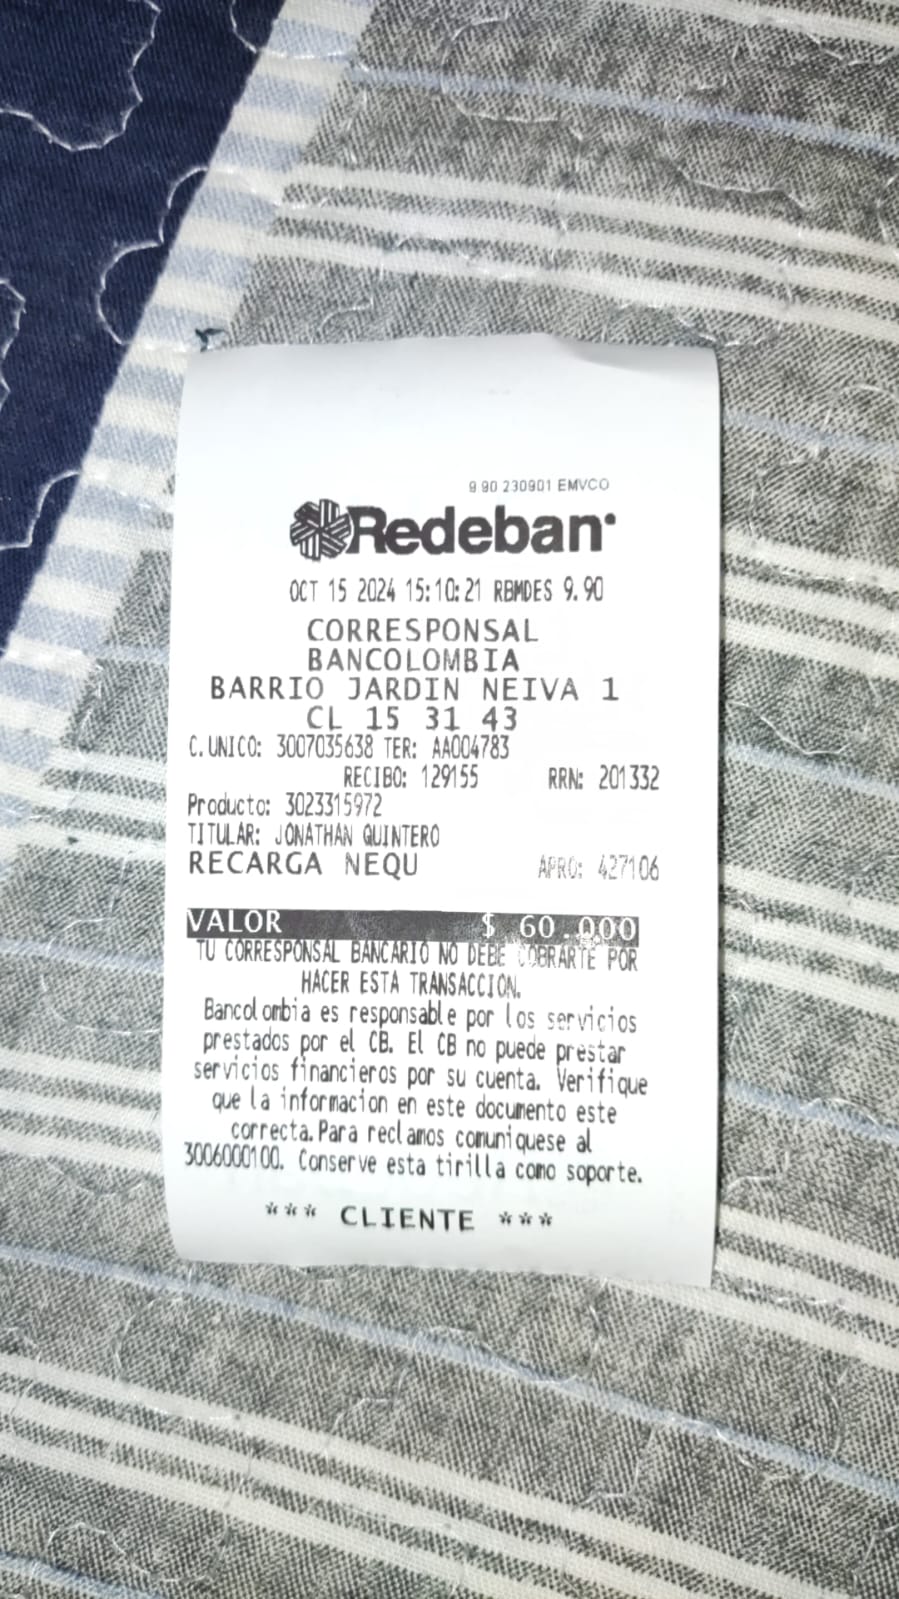 9 90 230901 EMVCO
Redeban
OCT 15 2024 15:10:21 RBMDES 9.90
CORRESPONSAL
BANCOLOMBIA
BARRIO JARDIN NEIVA 1
CL 15 31 43
C.UNICO: 3007035638 TER: AA004783
RECIBO: 129155 RRN: 201332
Producto: 3023315972
TITULAR: JONATHAN QUINTERO
RECARGA NEQU APRO: 427106
VALOR $ 60.000
TU CORRESPONSAL BANCARIO NO DEBE COBRARTE POR
HACER ESTA TRANSACCION.
Bancolombia es responsable por los servicios
prestados por el CB. El CB no puede prestar
servicios financieros por su cuenta. Verifique
que la informacion en este documento este
correcta.Para reclamos comuniquese al
3006000100. Conserve esta tirilla como soporte.
*** CLIENTE ***